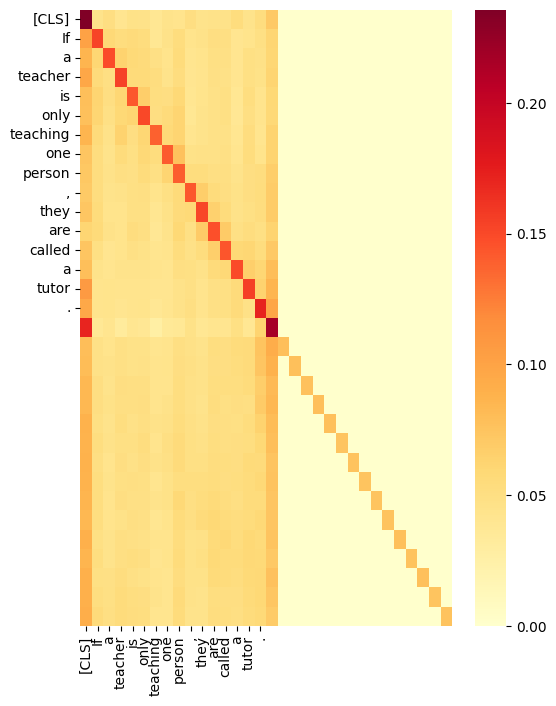 [CLS]
If
a
teacher
is
only
teaching
one
person
,
they
are
called
a
tutor
.
[CLS]
If
a
teacher
is
only
teaching
one
person
,
they
are
called
a
tutor
.
0.20
0.15
0.10
0.05
0.00